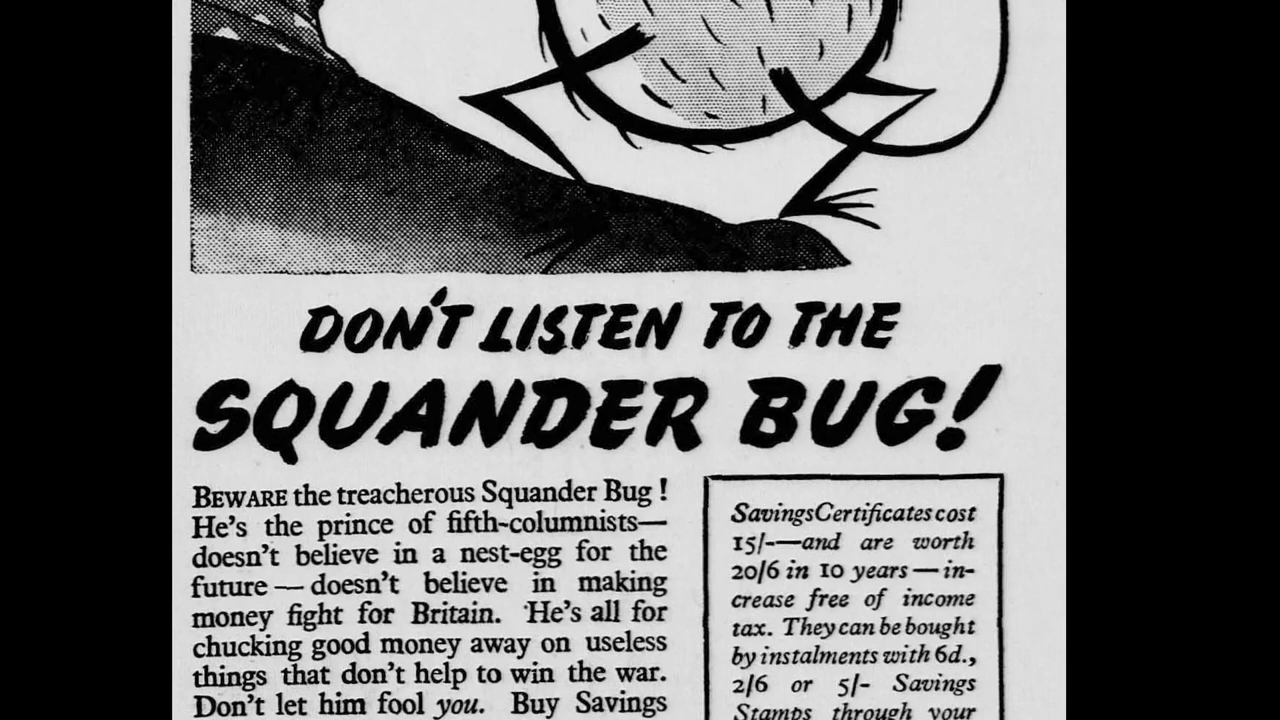 DON'T LISTEN TO THE
SQUANDER BUG!
BEWARE the treacherous Squander Bug !
He's the prince of fifth-columnists—
doesn't believe in a nest-egg for the
future — doesn't believe in making
money fight for Britain. He's all for
chucking good money away on useless
things that don't help to win the war.
Don't let him fool you. Buy Savings
Savings Certificates cost
15/-—and are worth
20/6 in 10 years — in-
crease free of income
tax. They can be bought
by instalments with 6d.,
2/6 or 5/- Savings
Stamps through your